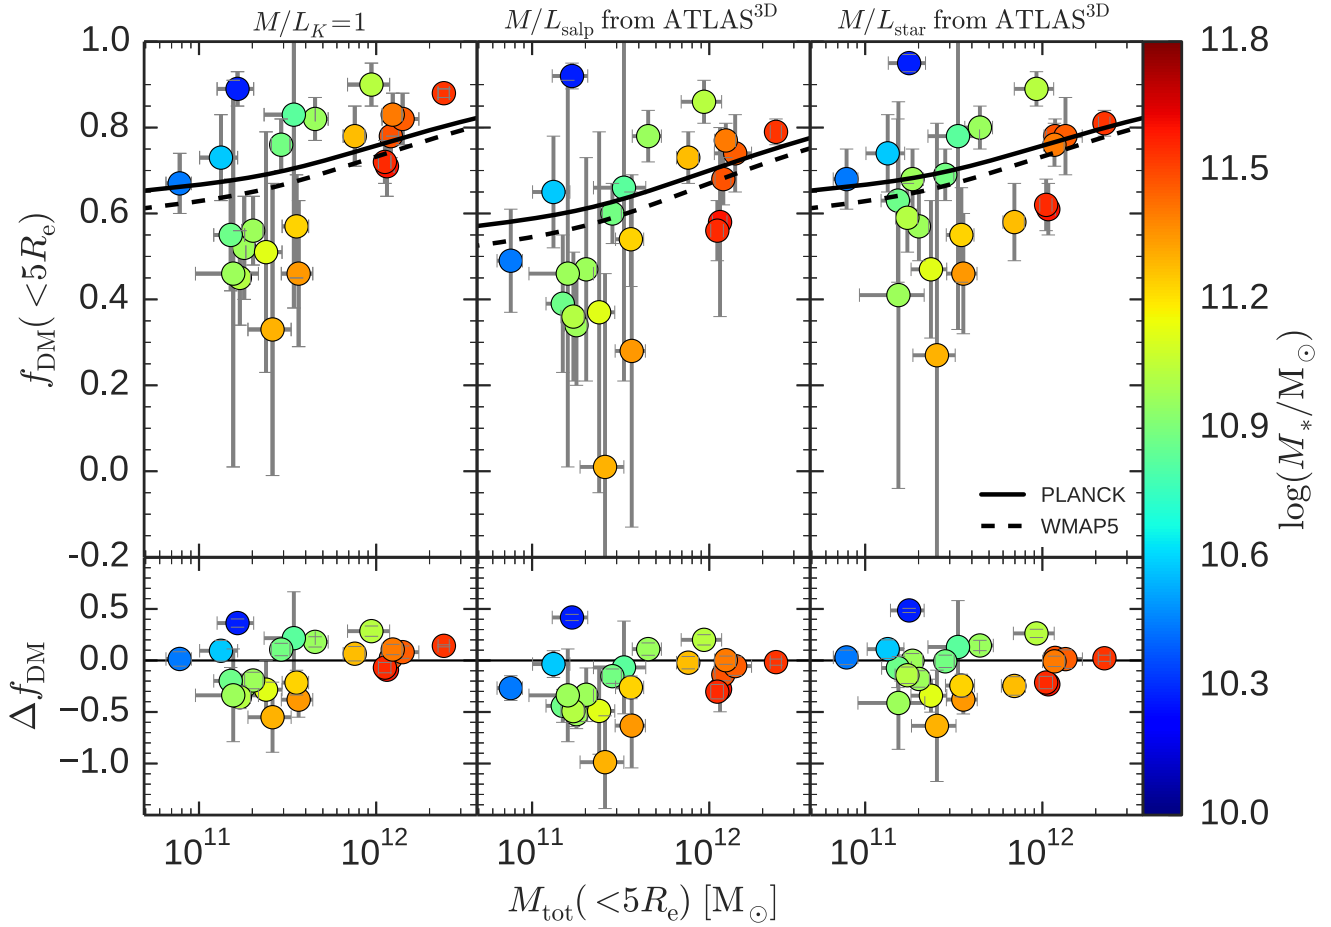 M/L_K=1
M/L_salp from ATLAS^3D
M/L_star from ATLAS^3D
1.0
0.8
0.6
0.4
0.2
0.0
-0.2
f_DM(<5R_e)
PLANCK
WMAP5
0.5
0.0
−0.5
−1.0
Δf_DM
10^11 10^12 10^11 10^12 10^11 10^12
M_tot(<5R_e) [M_⊙]
11.8
11.5
11.2
10.9
10.6
10.3
10.0
log(M_*/M_⊙)